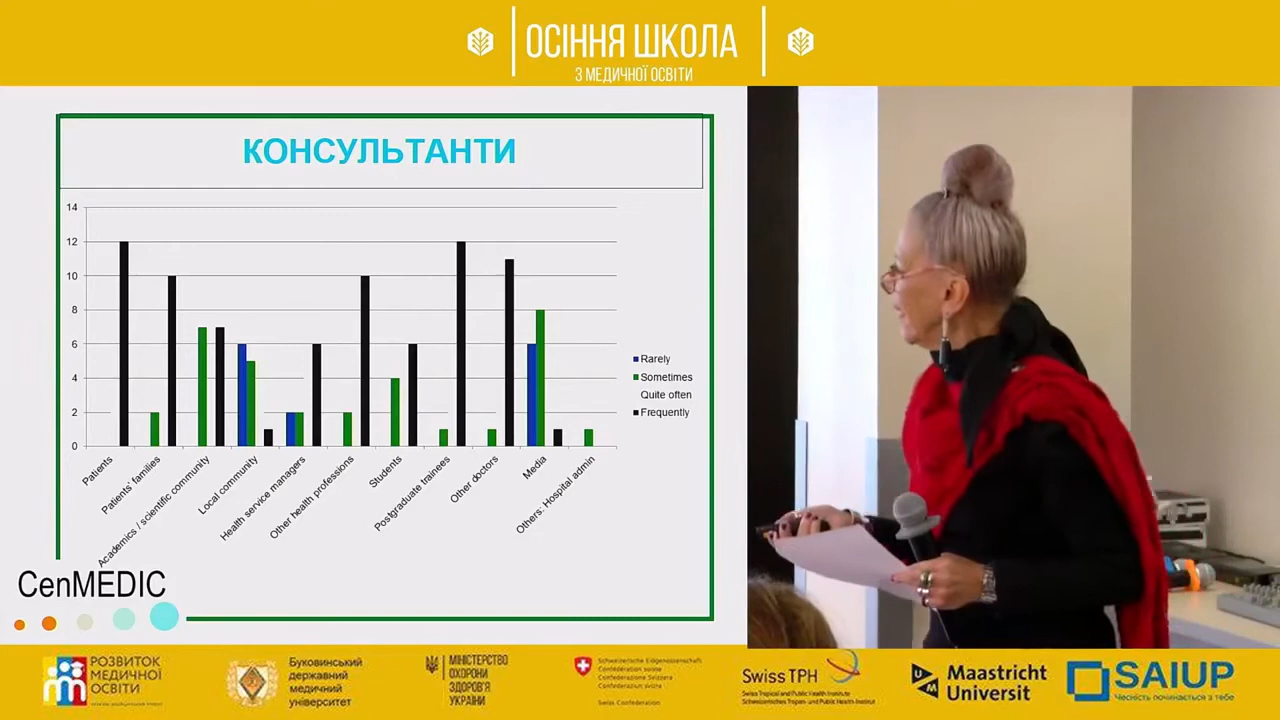 ОСІННЯ ШКОЛА
З МЕДИЧНОЇ ОСВІТИ
КОНСУЛЬТАНТИ
14
12
10
8
6
4
2
0
Patients
Patients' families
Academics / scientific community
Local community
Health service managers
Other health professions
Students
Postgraduate trainees
Other doctors
Media
Others: Hospital admin
Rarely
Sometimes
Quite often
Frequently
CenMEDIC
РОЗВИТОК
МЕДИЧНОЇ
ОСВІТИ
Буковинський
державний
медичний
університет
МІНІСТЕРСТВО
ОХОРОНИ
ЗДОРОВ'Я
УКРАЇНИ
Schweizerische Eidgenossenschaft
Confédération suisse
Confederazione Svizzera
Confederaziun svizra
Swiss Confederation
Swiss TPH
Swiss Tropical and Public Health Institute
Schweizerisches Tropen- und Public Health-Institut
Maastricht
Universit
SAIUP
Чесність починається з тебе